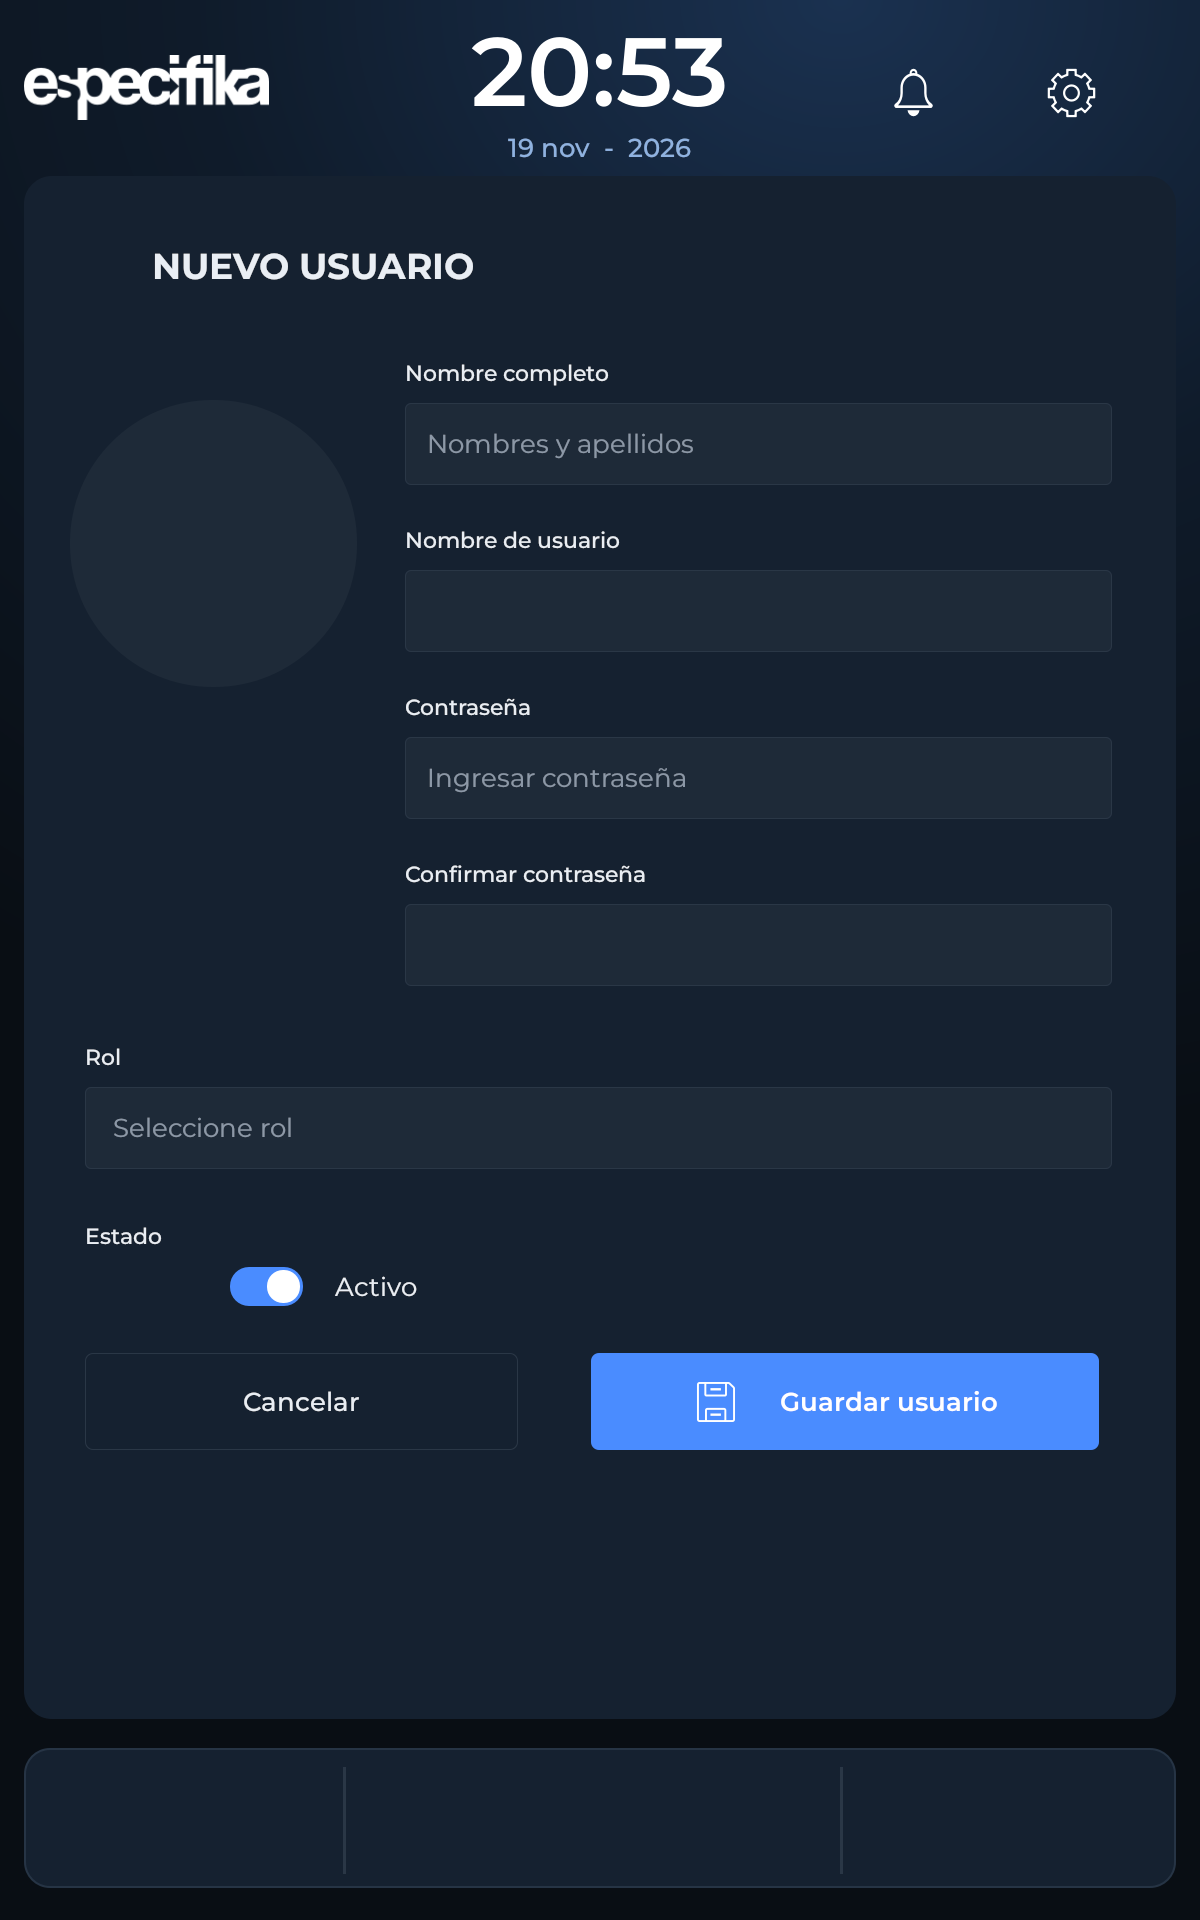 especifika
20:53
19 nov - 2026
NUEVO USUARIO
Nombre completo
Nombres y apellidos
Nombre de usuario
Contraseña
Ingresar contraseña
Confirmar contraseña
Rol
Seleccione rol
Estado
Activo
Cancelar
Guardar usuario